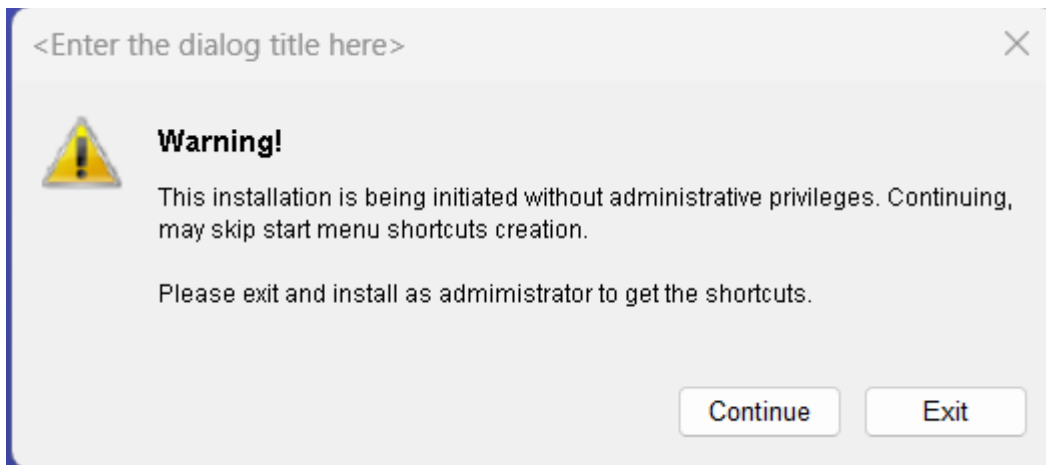 <Enter the dialog title here>
Warning!
This installation is being initiated without administrative privileges. Continuing,
may skip start menu shortcuts creation.
Please exit and install as admimistrator to get the shortcuts.
Continue
Exit